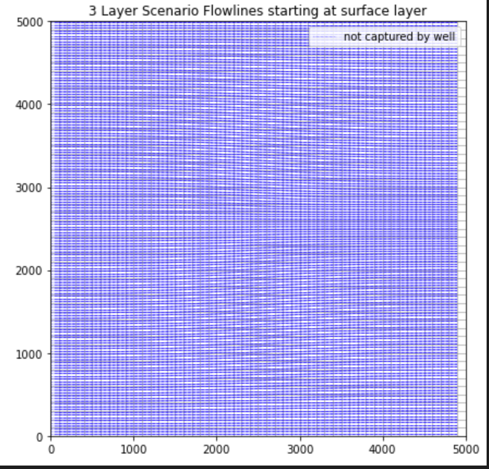 3 Layer Scenario Flowlines starting at surface layer
5000
not captured by well
4000
3000
2000
1000
0
0 1000 2000 3000 4000 5000